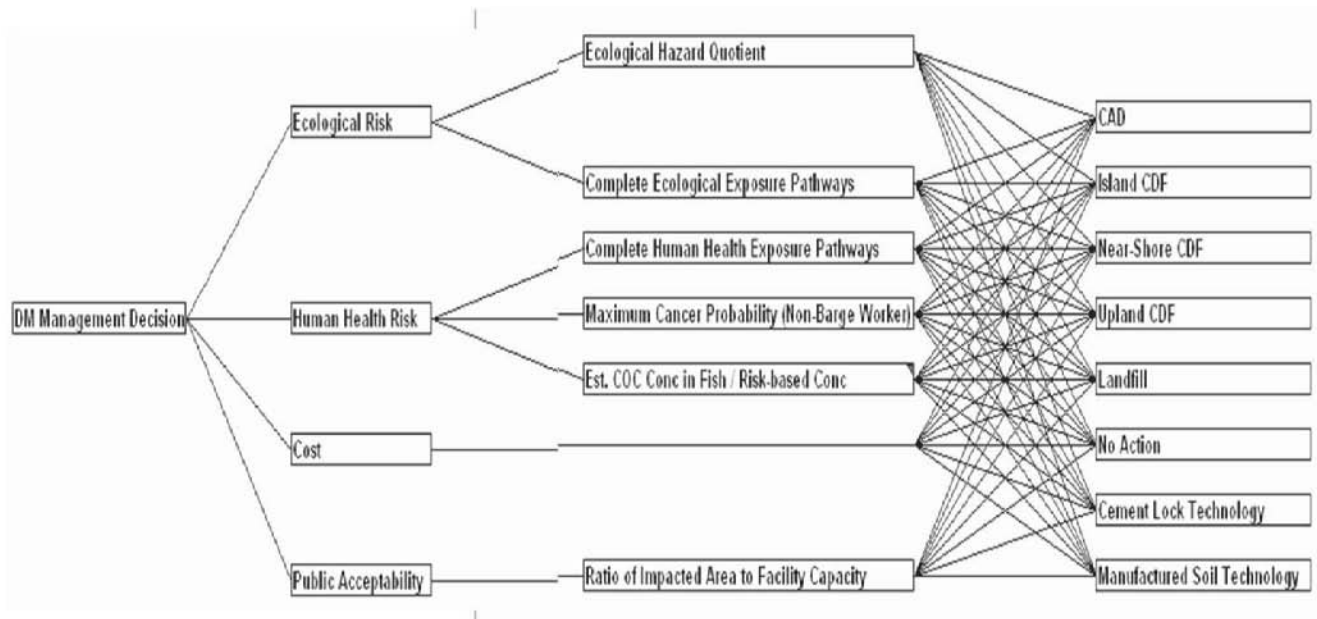 Ecological Hazard Quotient
Ecological Risk
CAD
Complete Ecological Exposure Pathways
Island CDF
Complete Human Health Exposure Pathways
Near-Shore CDF
DM Management Decision
Human Health Risk
Maximum Cancer Probability (Non-Barge Worker)
Upland CDF
Est. COC Conc in Fish / Risk-based Conc
Landfill
Cost
No Action
Cement Lock Technology
Public Acceptability
Ratio of Impacted Area to Facility Capacity
Manufactured Soil Technology